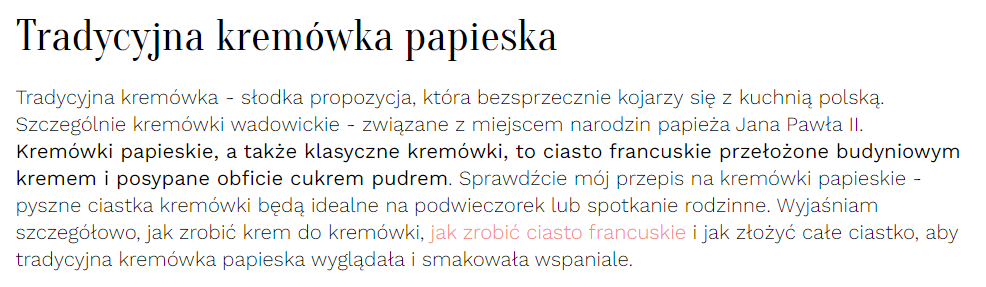 Tradycyjna kremówka papieska
Tradycyjna kremówka - słodka propozycja, która bezsprzecznie kojarzy się z kuchnią polską.
Szczególnie kremówki wadowickie - związane z miejscem narodzin papieża Jana Pawła II.
Kremówki papieskie, a także klasyczne kremówki, to ciasto francuskie przełożone budyniowym
kremem i posypane obficie cukrem pudrem. Sprawdźcie mój przepis na kremówki papieskie -
pyszne ciastka kremówki będą idealne na podwieczorek lub spotkanie rodzinne. Wyjaśniam
szczegółowo, jak zrobić krem do kremówki, jak zrobić ciasto francuskie i jak złożyć całe ciastko, aby
tradycyjna kremówka papieska wyglądała i smakowała wspaniale.